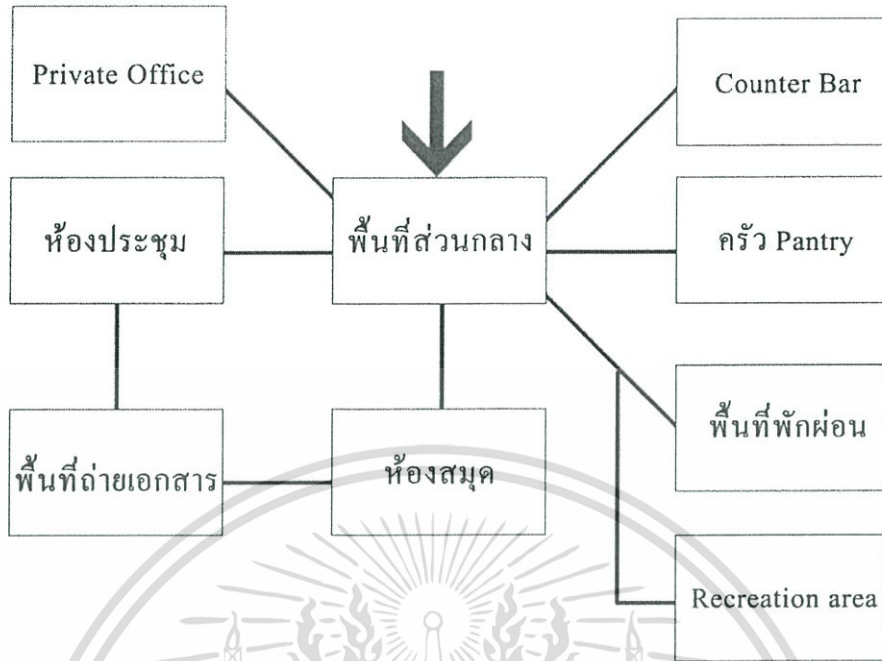 Private Office
Counter Bar
ห้องประชุม
พื้นที่ส่วนกลาง
ครัว Pantry
พื้นที่พักผ่อน
พื้นที่ถ่ายเอกสาร
ห้องสมุด
Recreation area